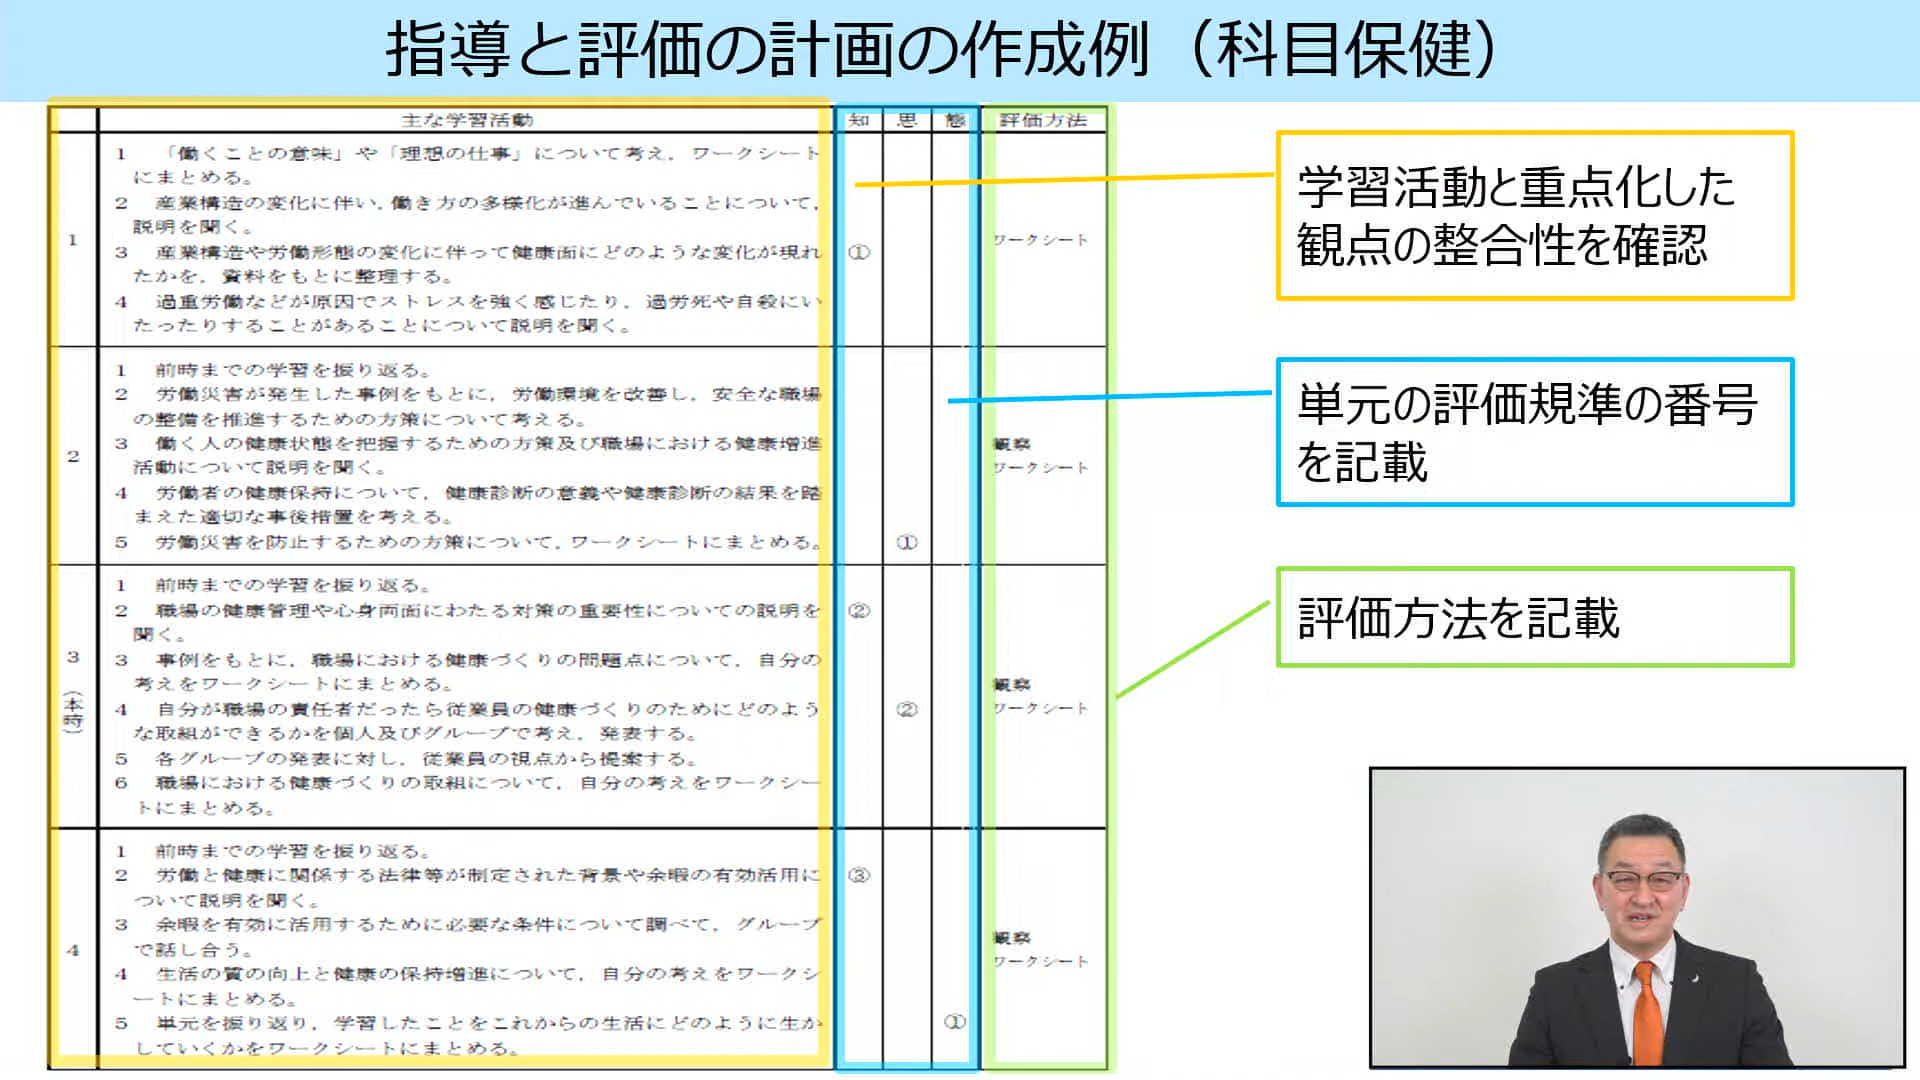 指導と評価の計画の作成例（科目保健）
主な学習活動 知 思 態 評価方法
1
1 「働くことの意味」や「理想の仕事」について考え，ワークシート
にまとめる。
2 産業構造の変化に伴い，働き方の多様化が進んでいることについて，
説明を聞く。
3 産業構造や労働形態の変化に伴って健康面にどのような変化が現れ
たかを，資料をもとに整理する。
①
4 過重労働などが原因でストレスを強く感じたり，過労死や自殺にい
たったりすることがあることについて説明を聞く。
ワークシート
2
1 前時までの学習を振り返る。
2 労働災害が発生した事例をもとに，労働環境を改善し，安全な職場
の整備を推進するための方策について考える。
3 働く人の健康状態を把握するための方策及び職場における健康増進
活動について説明を聞く。
4 労働者の健康保持について，健康診断の意義や健康診断の結果を踏
まえた適切な事後措置を考える。
5 労働災害を防止するための方策について，ワークシートにまとめる。
①
観察
ワークシート
3
（本時）
1 前時までの学習を振り返る。
2 職場の健康管理や心身両面にわたる対策の重要性についての説明を
聞く。
②
3 事例をもとに，職場における健康づくりの問題点について，自分の
考えをワークシートにまとめる。
4 自分が職場の責任者だったら従業員の健康づくりのためにどのよう
な取組ができるかを個人及びグループで考え，発表する。
②
5 各グループの発表に対し，従業員の視点から提案する。
6 職場における健康づくりの取組について，自分の考えをワークシー
トにまとめる。
観察
ワークシート
4
1 前時までの学習を振り返る。
2 労働と健康に関係する法律等が制定された背景や余暇の有効活用に
ついて説明を聞く。
③
3 余暇を有効に活用するために必要な条件について調べて，グループ
で話し合う。
4 生活の質の向上と健康の保持増進について，自分の考えをワークシ
ートにまとめる。
5 単元を振り返り，学習したことをこれからの生活にどのように生か
していくかをワークシートにまとめる。
①
観察
ワークシート
学習活動と重点化した
観点の整合性を確認
単元の評価規準の番号
を記載
評価方法を記載